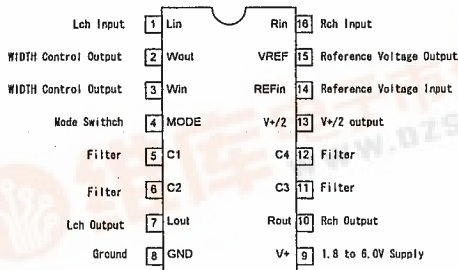 Lch Input 1 Lin Rin 16 Rch Input
WIDTH Control Output 2 Wout VREF 15 Reference Voltage Output
WIDTH Control Output 3 Win REFin 14 Reference Voltage Input
Mode Swithch 4 MODE V+/2 13 V+/2 output
Filter 5 C1 C4 12 Filter
Filter 6 C2 C3 11 Filter
Lch Output 7 Lout Rout 10 Rch Output
Ground 8 GND V+ 9 1.8 to 6.0V Supply